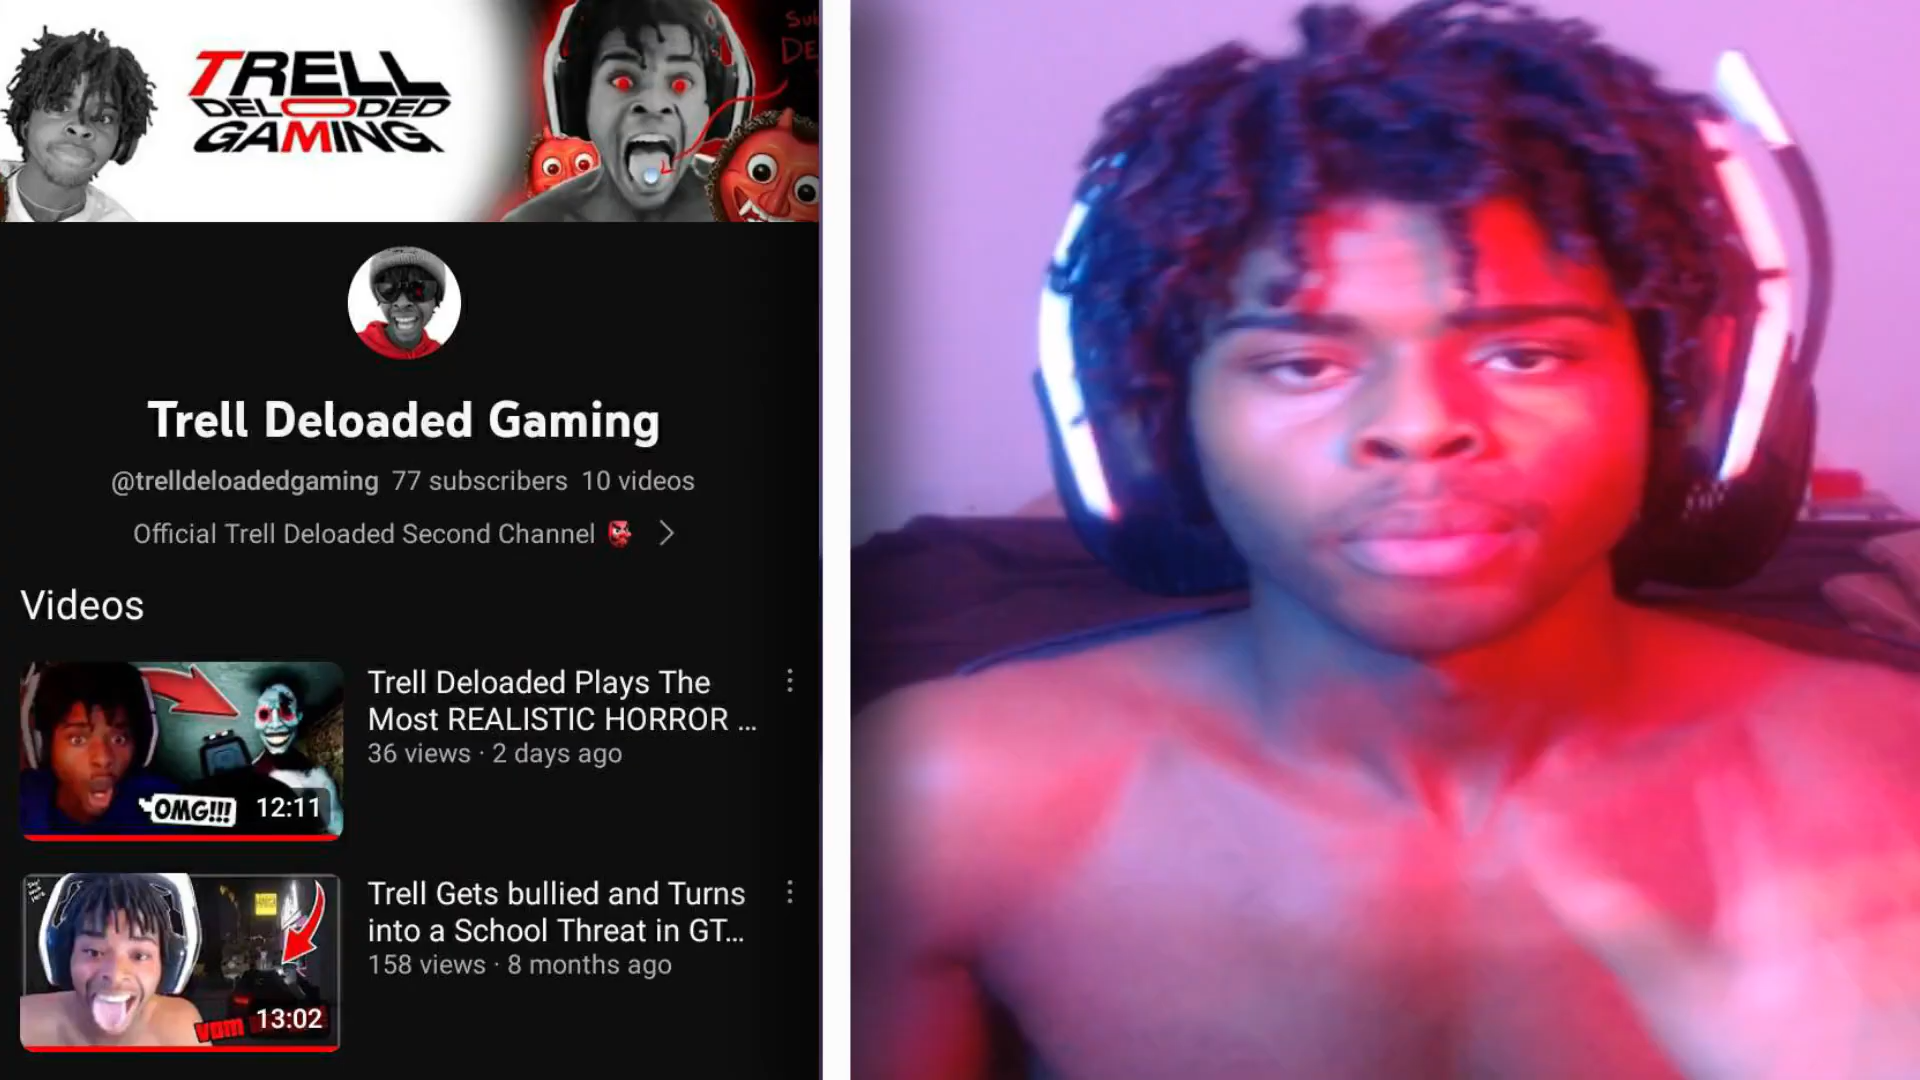 TRELL
DELOADED
GAMING
Trell Deloaded Gaming
@trelldeloadedgaming 77 subscribers 10 videos
Official Trell Deloaded Second Channel
Videos
Trell Deloaded Plays The
Most REALISTIC HORROR ...
36 views · 2 days ago
OMG!!!
12:11
Trell Gets bullied and Turns
into a School Threat in GT...
158 views · 8 months ago
13:02